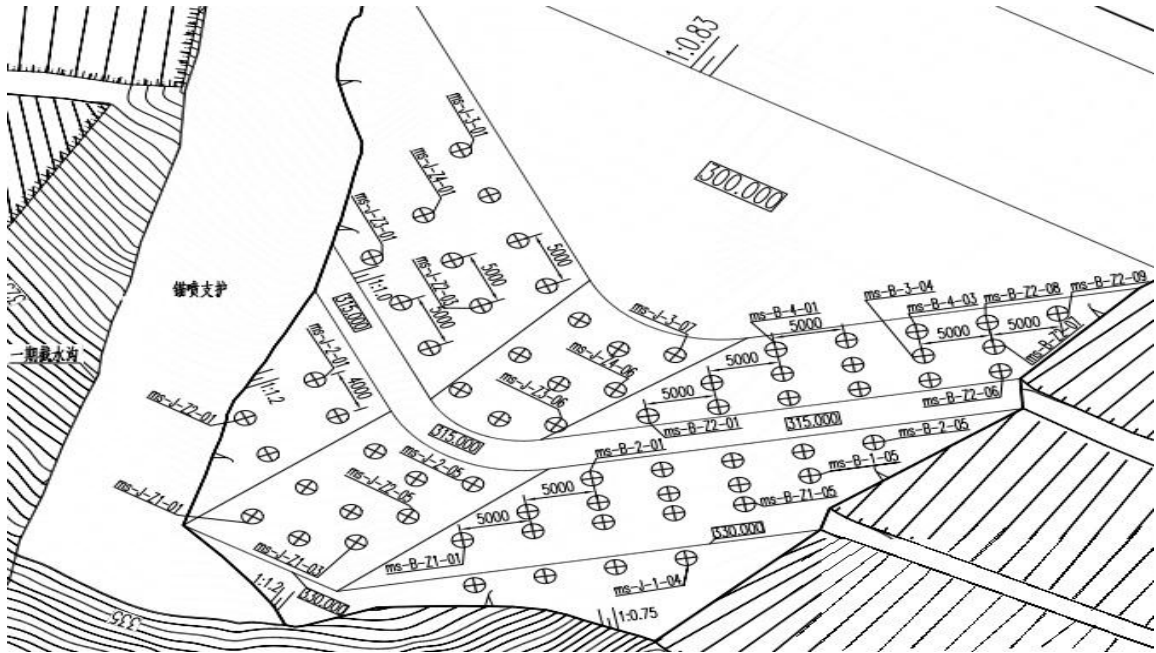 1:0.83
ms-J-3-01
ms-J-Z4-01
ms-J-Z3-01
300.000
锚喷支护
5000
5000
ms-J-Z2-03
1:1.0
315.000
5000
ms-J-3-07
ms-B-4-01
ms-B-3-04
ms-B-4-03
ms-B-Z2-08
ms-B-Z2-09
5000
5000
一期截水沟
ms-J-2-01
4000
1:1.2
ms-J-Z4-06
5000
ms-J-Z3-06
5000
ms-B-Z2-06
ms-J-Z2-01
315.000
ms-B-Z2-01
315.000
ms-B-2-01
ms-B-2-05
ms-J-2-05
ms-B-1-05
ms-J-Z2-05
5000
ms-B-Z1-05
ms-J-Z1-01
5000
330.000
ms-J-Z1-03
ms-B-Z1-01
ms-J-1-04
1:1.2
330.000
335
1:0.75